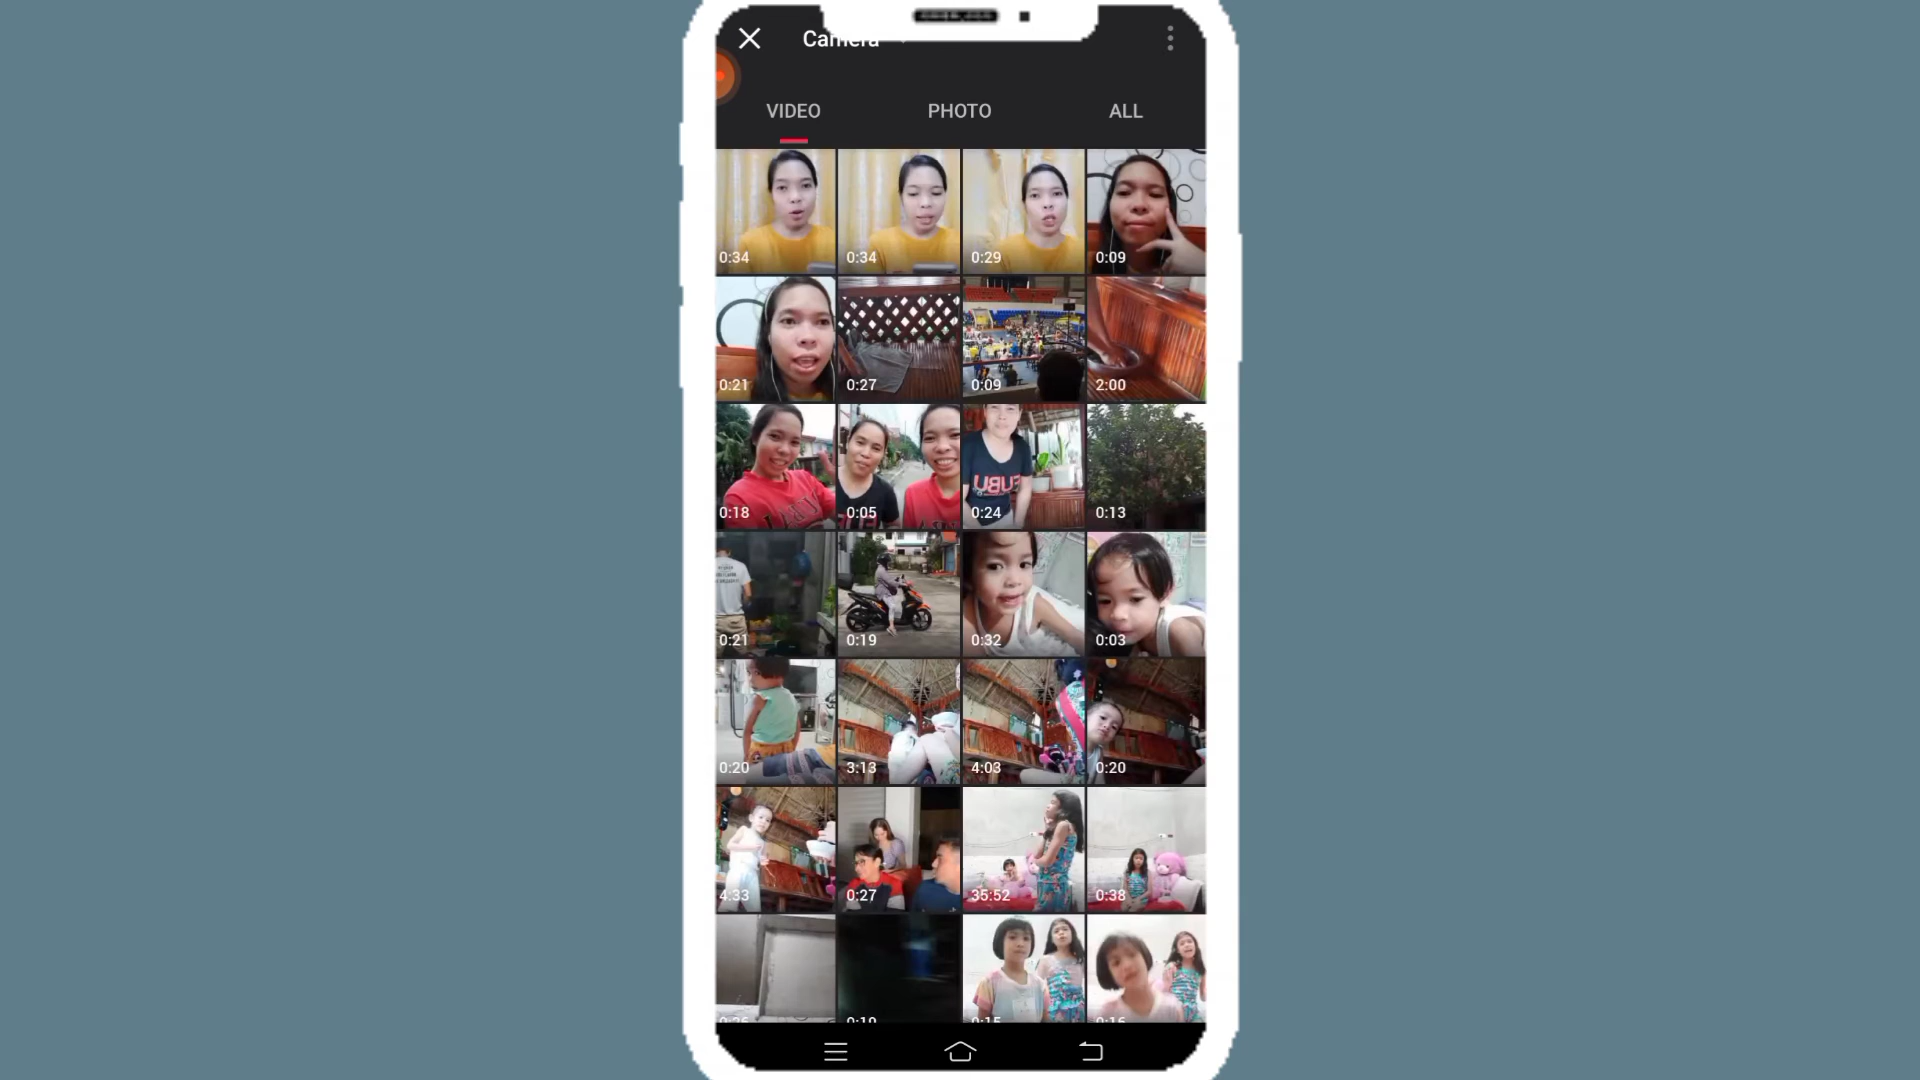 Camera
VIDEO PHOTO ALL
0:34 0:34 0:29 0:09
0:21 0:27 0:09 2:00
0:18 0:05 0:24 0:13
0:21 0:19 0:32 0:03
0:20 3:13 4:03 0:20
4:33 0:27 35:52 0:38